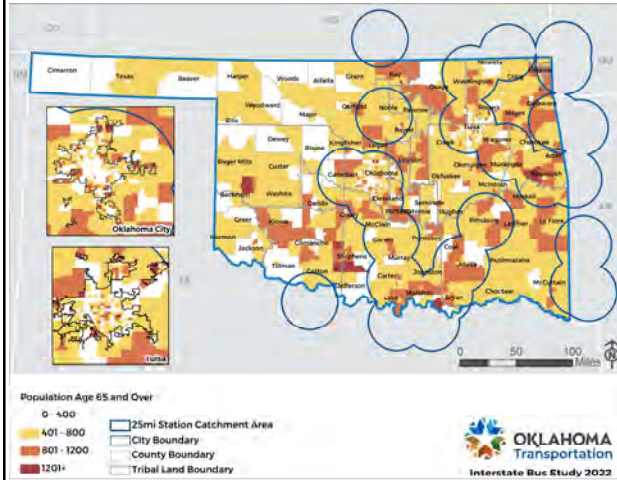 Cimarron
Texas
Beaver
Harper
Woods
Alfalfa
Grant
Kay
Osage
Washington
Nowata
Craig
Ottawa
Delaware
Mayes
Rogers
Tulsa
Woodward
Major
Garfield
Noble
Pawnee
Payne
Ellis
Dewey
Blaine
Kingfisher
Logan
Lincoln
Creek
Wagoner
Cherokee
Adair
Okmulgee
Muskogee
Sequoyah
Roger Mills
Custer
Canadian
Oklahoma
Okfuskee
McIntosh
Haskell
Beckham
Washita
Caddo
Grady
Cleveland
Seminole
Hughes
McClain
Pittsburg
Latimer
Le Flore
Greer
Kiowa
Harmon
Jackson
Comanche
Stephens
Garvin
Murray
Coal
Atoka
Pushmataha
Tillman
Cotton
Jefferson
Carter
Johnston
Marshall
Love
Bryan
Choctaw
McCurtain
Oklahoma City
Tulsa
0 50 100
Miles
N
Population Age 65 and Over
0 - 400
401 - 800
801 - 1200
1201+
25mi Station Catchment Area
City Boundary
County Boundary
Tribal Land Boundary
OKLAHOMA
Transportation
Interstate Bus Study 2022